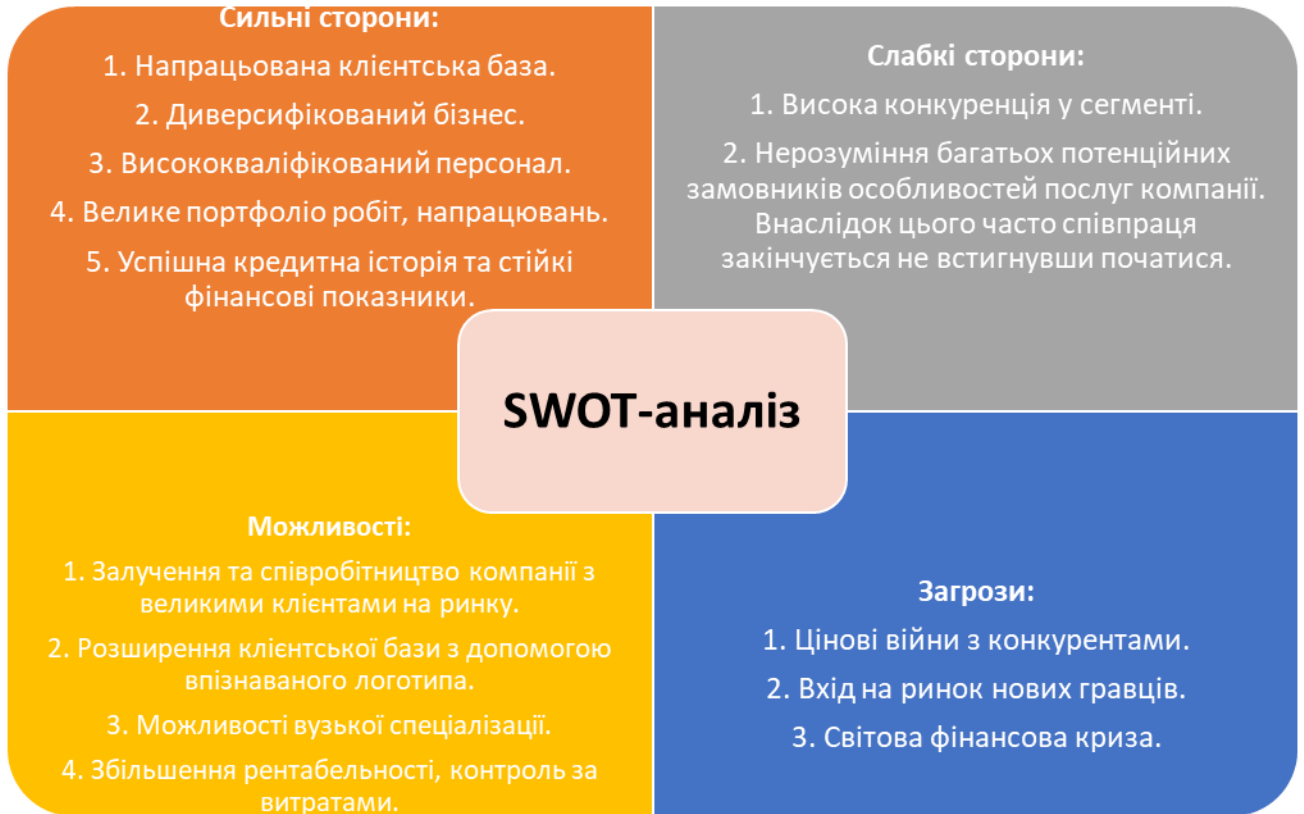 Сильні сторони:
1. Напрацьована клієнтська база.
2. Диверсифікований бізнес.
3. Висококваліфікований персонал.
4. Велике портфоліо робіт, напрацювань.
5. Успішна кредитна історія та стійкі
фінансові показники.
Слабкі сторони:
1. Висока конкуренція у сегменті.
2. Нерозуміння багатьох потенційних
замовників особливостей послуг компанії.
Внаслідок цього часто співпраця
закінчується не встигнувши початися.
SWOT-аналіз
Можливості:
1. Залучення та співробітництво компанії з
великими клієнтами на ринку.
2. Розширення клієнтської бази з допомогою
впізнаваного логотипа.
3. Можливості вузької спеціалізації.
4. Збільшення рентабельності, контроль за
витратами.
Загрози:
1. Цінові війни з конкурентами.
2. Вхід на ринок нових гравців.
3. Світова фінансова криза.